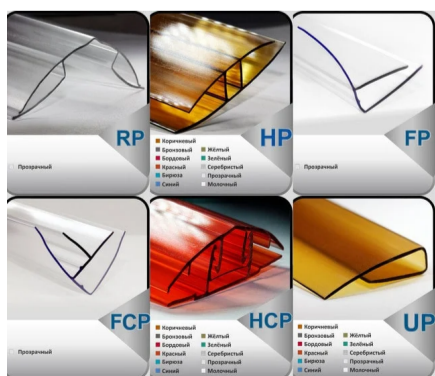 RP
Прозрачный
HP
Коричневый
Бронзовый
Бордовый
Красный
Бирюза
Синий
Жёлтый
Зелёный
Серебристый
Прозрачный
Молочный
FP
Прозрачный
FCP
Прозрачный
HCP
Коричневый
Бронзовый
Бордовый
Красный
Бирюза
Синий
Жёлтый
Зелёный
Серебристый
Прозрачный
Молочный
UP
Коричневый
Бронзовый
Бордовый
Красный
Бирюза
Синий
Жёлтый
Зелёный
Серебристый
Прозрачный
Молочный